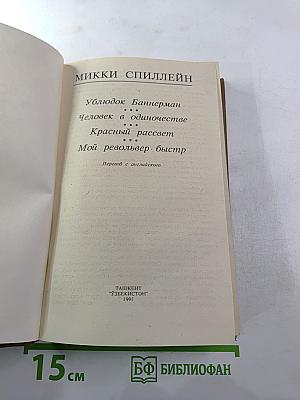 МИККИ СПИЛЛЕЙН
Ублюдок Баннерман
* * *
Человек в одиночестве
* * *
Красный рассвет
* * *
Мой револьвер быстр
Перевод с английского
ТАШКЕНТ
"ЎЗБЕКИСТОН"
1991
15 см
БФ БИБЛИОФАН